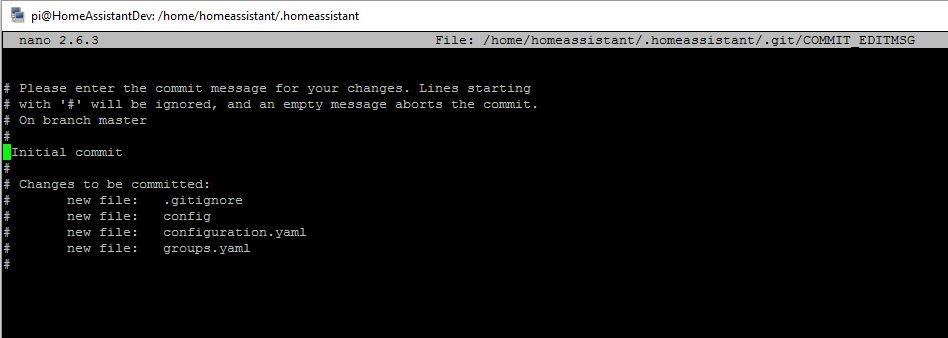 pi@HomeAssistantDev: /home/homeassistant/.homeassistant
nano 2.6.3 File: /home/homeassistant/.homeassistant/.git/COMMIT_EDITMSG
# Please enter the commit message for your changes. Lines starting
# with '#' will be ignored, and an empty message aborts the commit.
# On branch master
#
Initial commit
#
# Changes to be committed:
# new file: .gitignore
# new file: config
# new file: configuration.yaml
# new file: groups.yaml
#